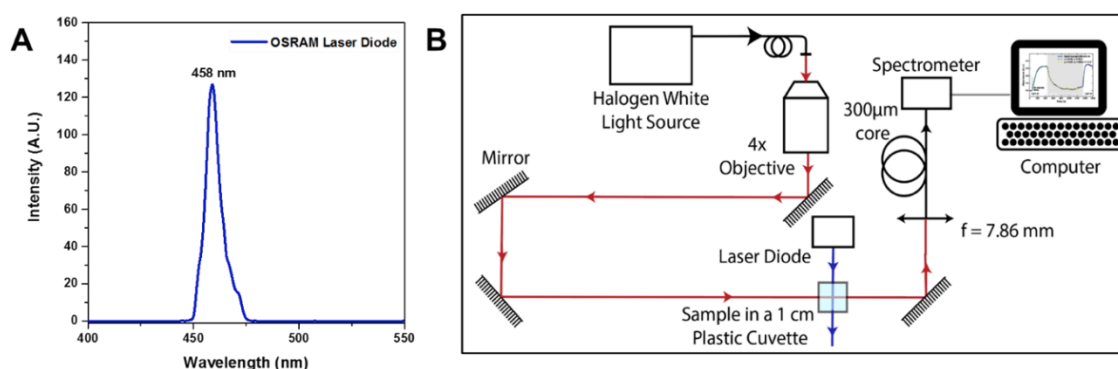 A
160
140
120
100
80
60
40
20
0
Intensity (A.U.)
OSRAM Laser Diode
458 nm
400
450
500
550
Wavelength (nm)
B
Halogen White
Light Source
4x
Objective
Mirror
Laser Diode
Sample in a 1 cm
Plastic Cuvette
Spectrometer
300µm
core
f = 7.86 mm
Computer